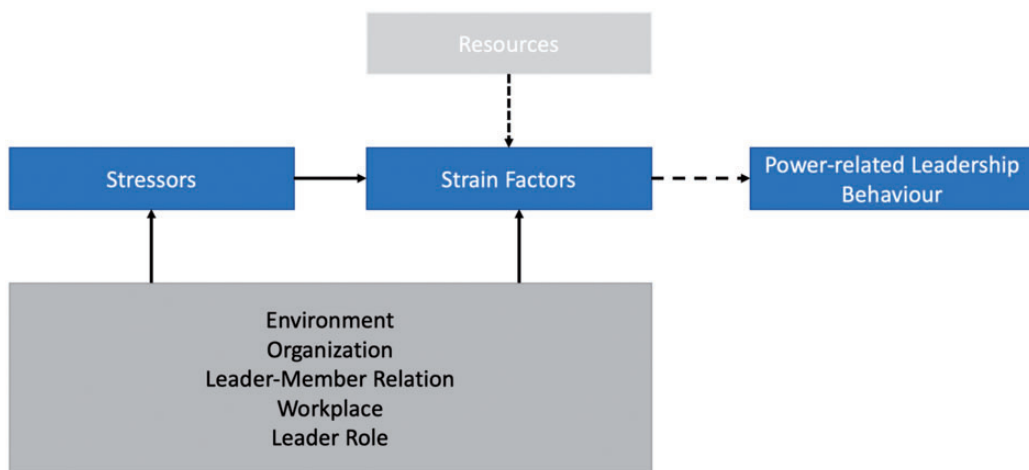 Resources
Stressors
Strain Factors
Power-related Leadership
Behaviour
Environment
Organization
Leader-Member Relation
Workplace
Leader Role